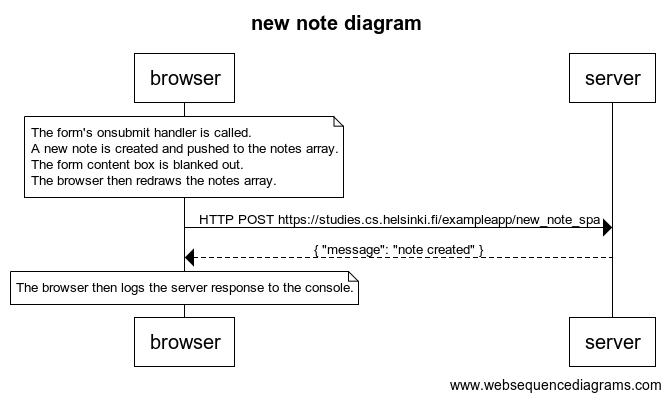 new note diagram
browser
server
The form's onsubmit handler is called.
A new note is created and pushed to the notes array.
The form content box is blanked out.
The browser then redraws the notes array.
HTTP POST https://studies.cs.helsinki.fi/exampleapp/new_note_spa
{ "message": "note created" }
The browser then logs the server response to the console.
browser
server
www.websequencediagrams.com